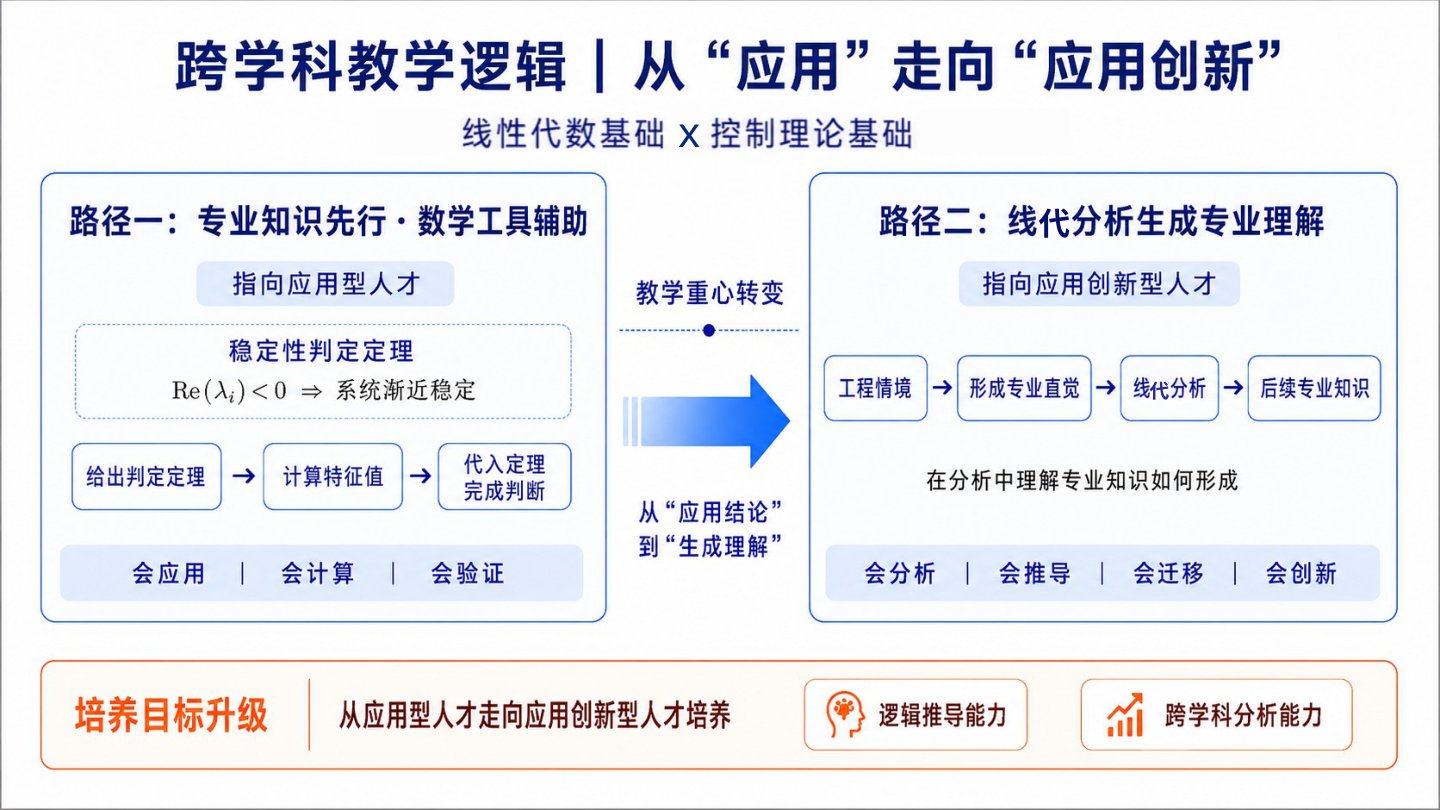 跨学科教学逻辑 | 从“应用”走向“应用创新”
线性代数基础 x 控制理论基础
路径一：专业知识先行·数学工具辅助
指向应用型人才
稳定性判定定理
Re(λᵢ)<0 ⇒ 系统渐近稳定
给出判定定理 → 计算特征值 → 代入定理
完成判断
会应用 | 会计算 | 会验证
教学重心转变
从“应用结论”
到“生成理解”
路径二：线代分析生成专业理解
指向应用创新型人才
工程情境 → 形成专业直觉 → 线代分析 → 后续专业知识
在分析中理解专业知识如何形成
会分析 | 会推导 | 会迁移 | 会创新
培养目标升级
从应用型人才走向应用创新型人才培养
逻辑推导能力
跨学科分析能力